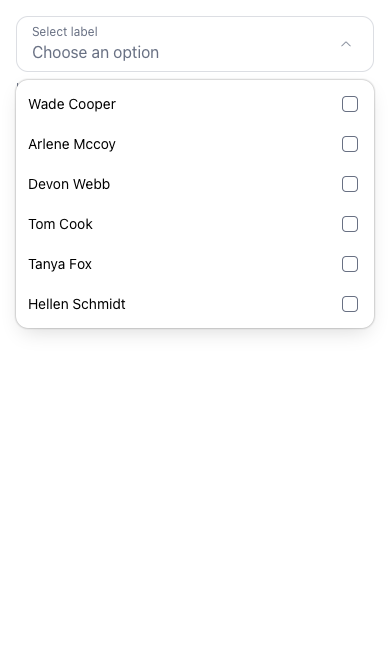 Select label
Choose an option
Wade Cooper
Arlene Mccoy
Devon Webb
Tom Cook
Tanya Fox
Hellen Schmidt